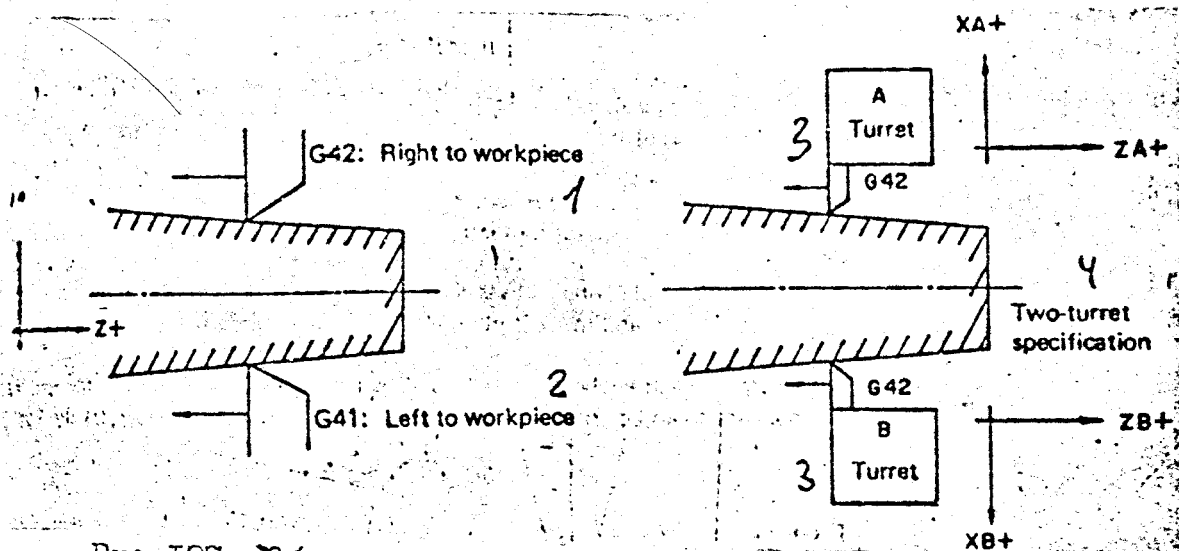 XA+
A
Turret
3
ZA+
G42: Right to workpiece
G42
1
4
Two-turret
specification
Z+
2
G42
G41: Left to workpiece
ZB+
B
Turret
3
XB+